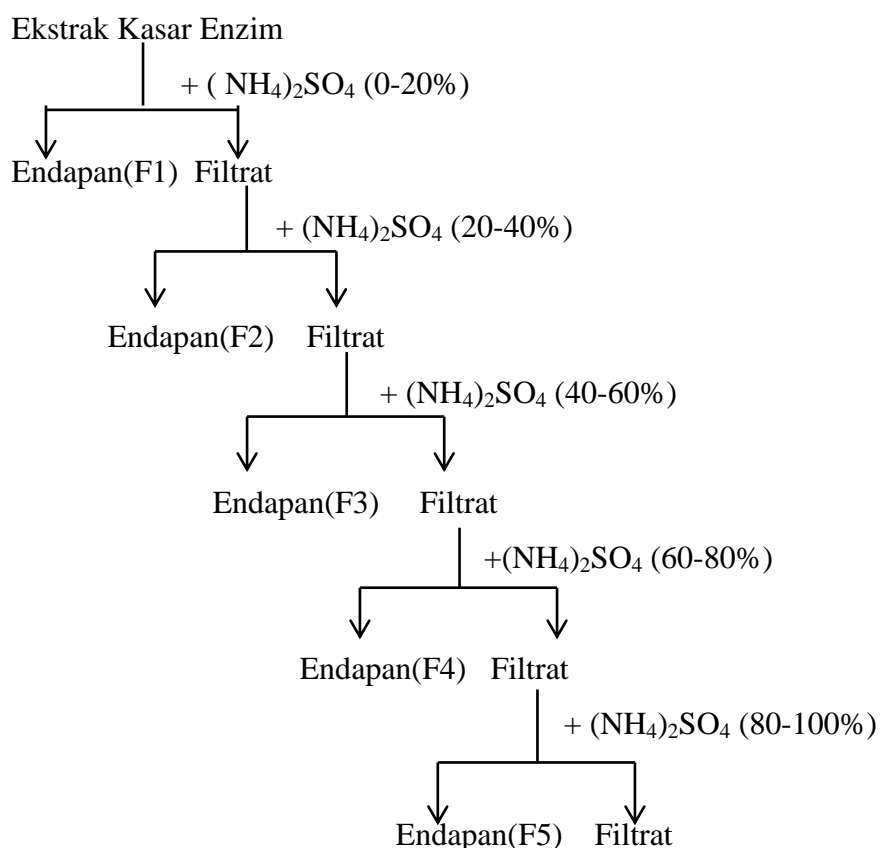 Ekstrak Kasar Enzim
+ ( NH₄)₂SO₄ (0-20%)
Endapan(F1) Filtrat
+ (NH₄)₂SO₄ (20-40%)
Endapan(F2) Filtrat
+ (NH₄)₂SO₄ (40-60%)
Endapan(F3) Filtrat
+(NH₄)₂SO₄ (60-80%)
Endapan(F4) Filtrat
+ (NH₄)₂SO₄ (80-100%)
Endapan(F5) Filtrat